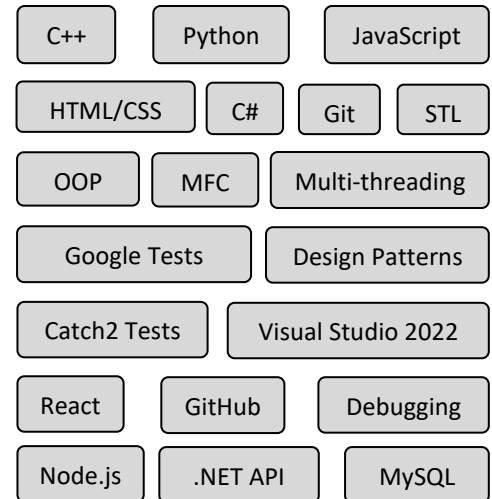 C++ Python JavaScript
HTML/CSS C# Git STL
OOP MFC Multi-threading
Google Tests Design Patterns
Catch2 Tests Visual Studio 2022
React GitHub Debugging
Node.js .NET API MySQL